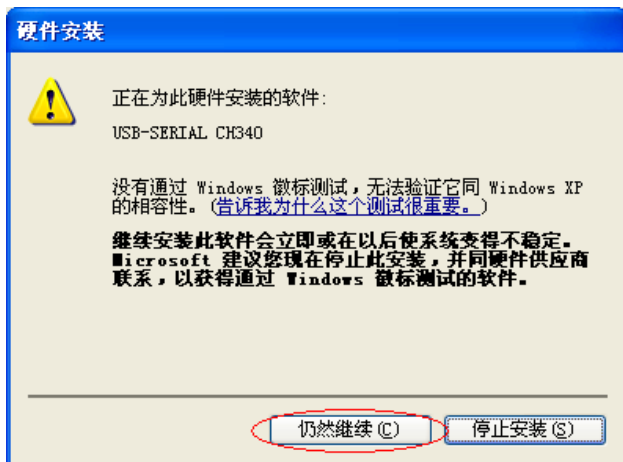 硬件安装
正在为此硬件安装的软件:
USB-SERIAL CH340
没有通过 Windows 徽标测试，无法验证它同 Windows XP
的相容性。(告诉我为什么这个测试很重要。)
继续安装此软件会立即或在以后使系统变得不稳定。
Microsoft 建议您现在停止此安装，并同硬件供应商
联系，以获得通过 Windows 徽标测试的软件。
仍然继续(C)
停止安装(S)